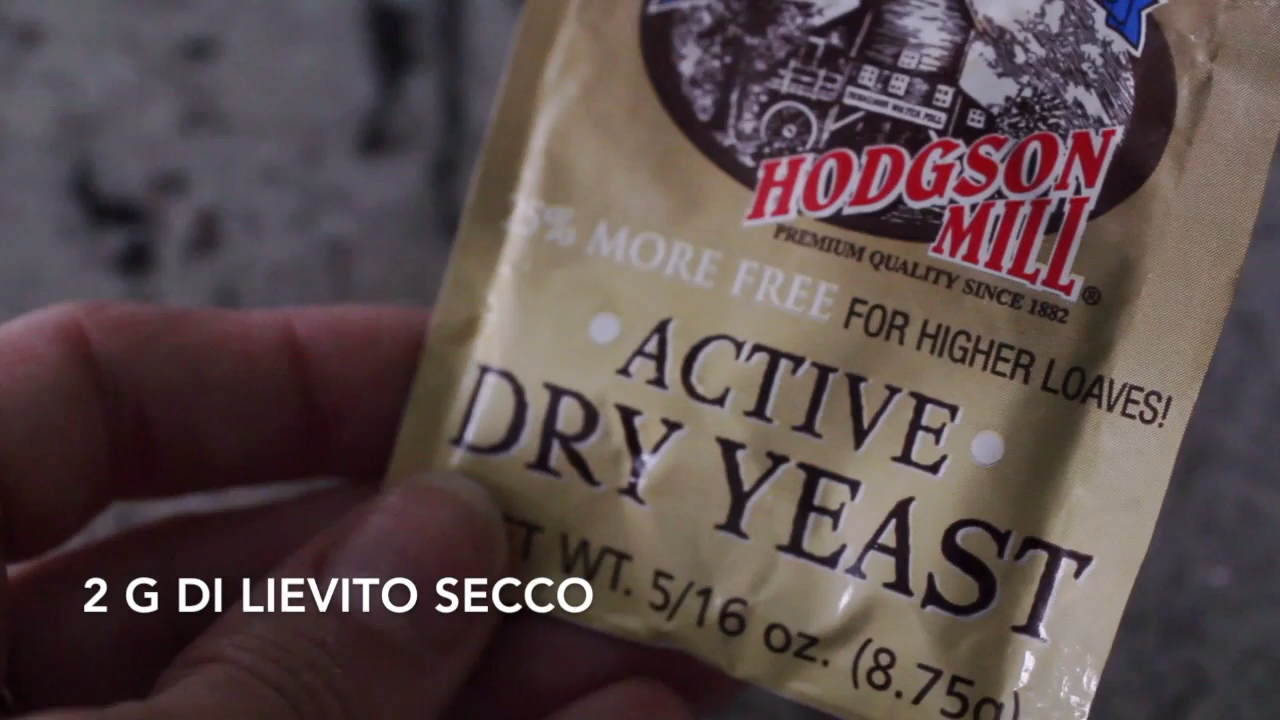 HODGSON
MILL®
PREMIUM QUALITY SINCE 1882
5% MORE FREE FOR HIGHER LOAVES!
• ACTIVE •
DRY YEAST
WT. 5/16 oz. (8.75g)
2 G DI LIEVITO SECCO